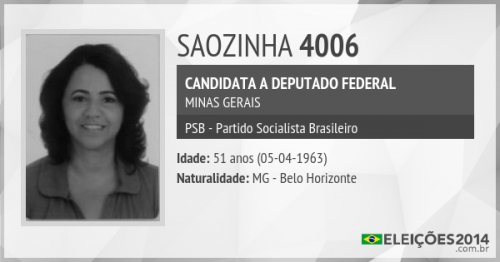 SAOZINHA 4006
CANDIDATA A DEPUTADO FEDERAL
MINAS GERAIS
PSB - Partido Socialista Brasileiro
Idade: 51 anos (05-04-1963)
Naturalidade: MG - Belo Horizonte
ELEIÇÕES2014
.com.br